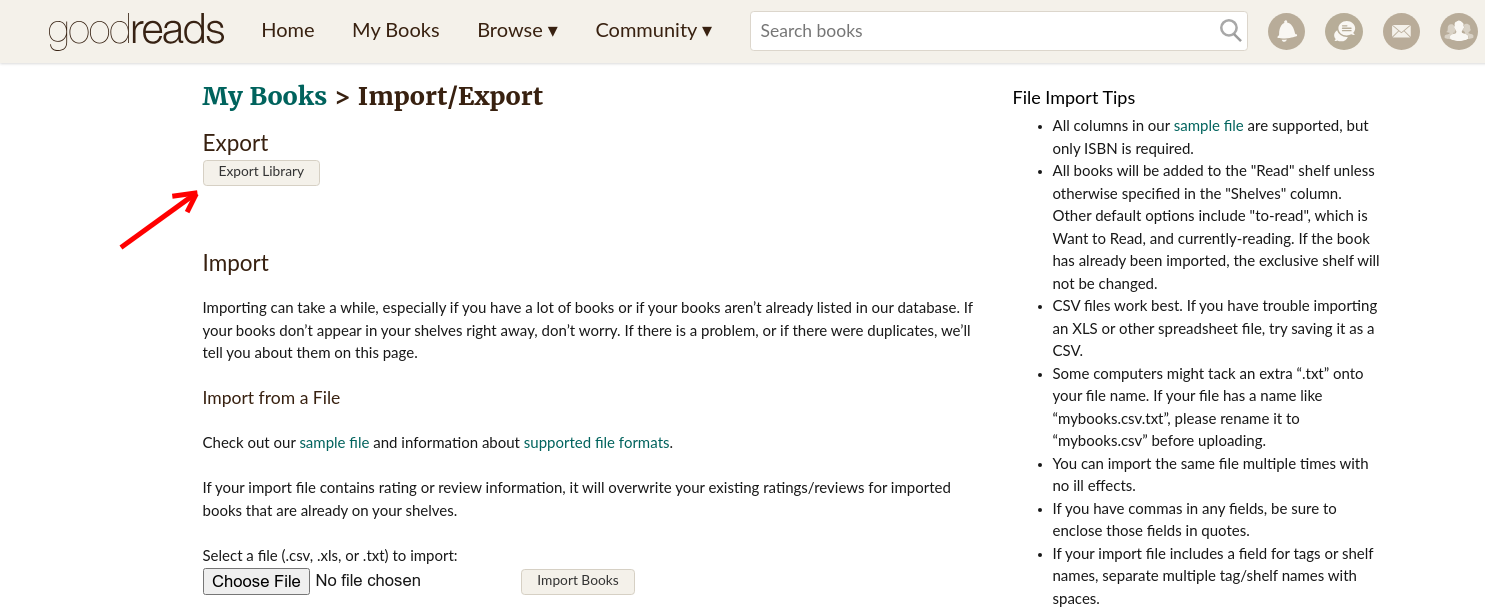 goodreads Home My Books Browse ▾ Community ▾ Search books
My Books > Import/Export
Export
Export Library
Import
Importing can take a while, especially if you have a lot of books or if your books aren’t already listed in our database. If
your books don’t appear in your shelves right away, don’t worry. If there is a problem, or if there were duplicates, we’ll
tell you about them on this page.
Import from a File
Check out our sample file and information about supported file formats.
If your import file contains rating or review information, it will overwrite your existing ratings/reviews for imported
books that are already on your shelves.
Select a file (.csv, .xls, or .txt) to import:
Choose File No file chosen Import Books
File Import Tips
• All columns in our sample file are supported, but
only ISBN is required.
• All books will be added to the "Read" shelf unless
otherwise specified in the "Shelves" column.
Other default options include "to-read", which is
Want to Read, and currently-reading. If the book
has already been imported, the exclusive shelf will
not be changed.
• CSV files work best. If you have trouble importing
an XLS or other spreadsheet file, try saving it as a
CSV.
• Some computers might tack an extra “.txt” onto
your file name. If your file has a name like
“mybooks.csv.txt”, please rename it to
“mybooks.csv” before uploading.
• You can import the same file multiple times with
no ill effects.
• If you have commas in any fields, be sure to
enclose those fields in quotes.
• If your import file includes a field for tags or shelf
names, separate multiple tag/shelf names with
spaces.